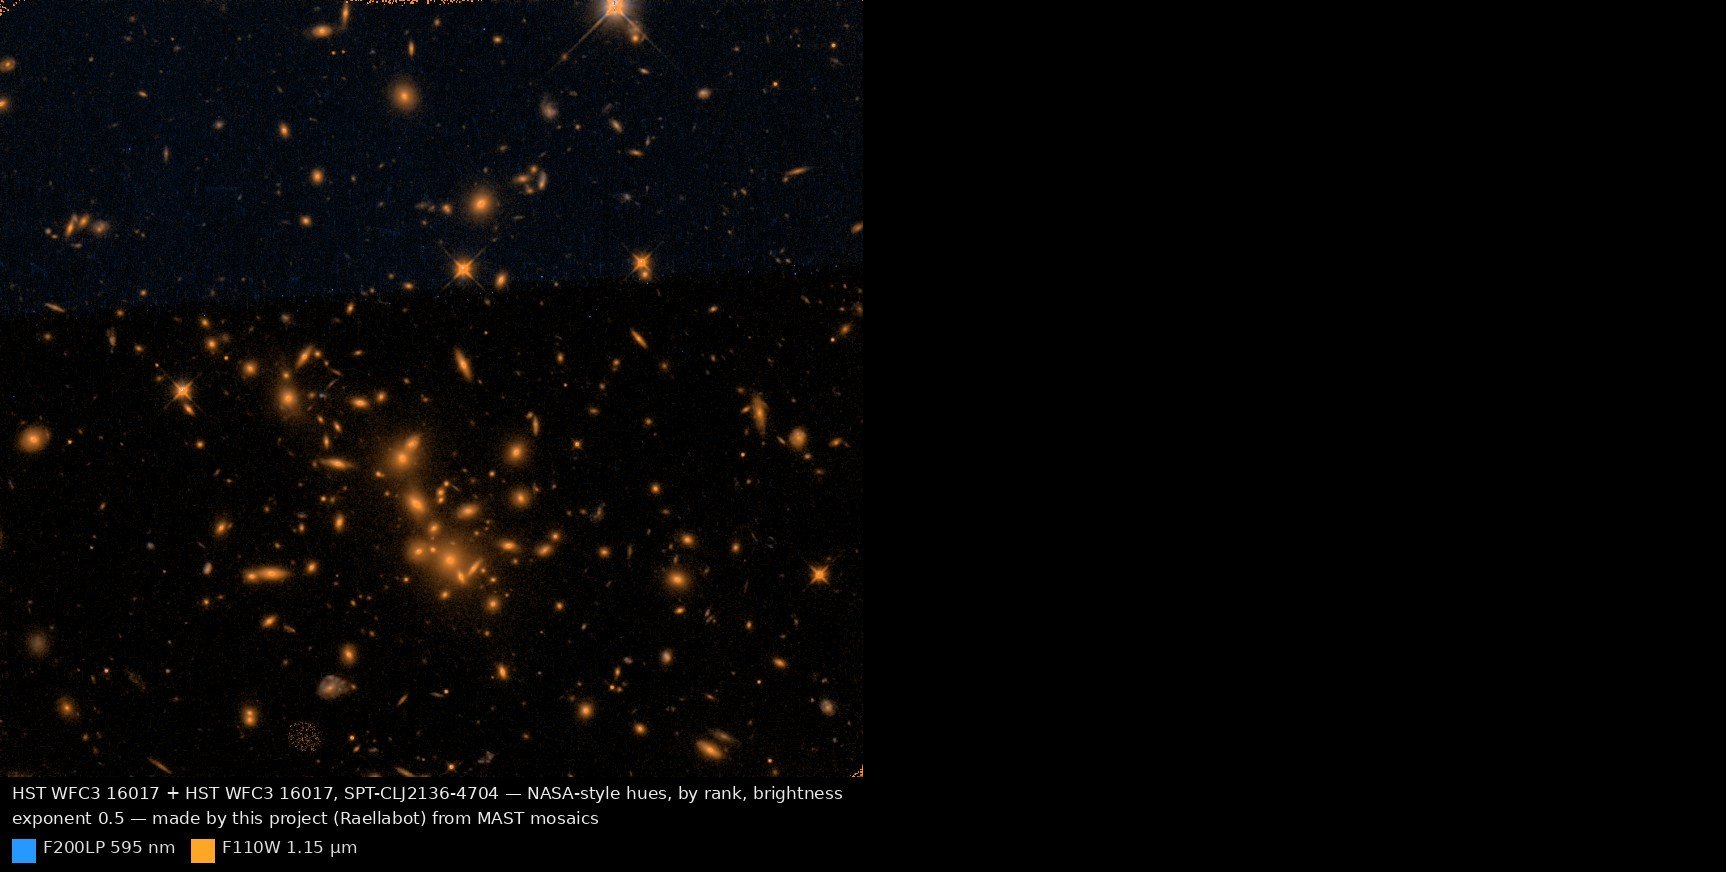 HST WFC3 16017 + HST WFC3 16017, SPT-CLJ2136-4704 — NASA-style hues, by rank, brightness
exponent 0.5 — made by this project (Raellabot) from MAST mosaics
F200LP 595 nm F110W 1.15 µm